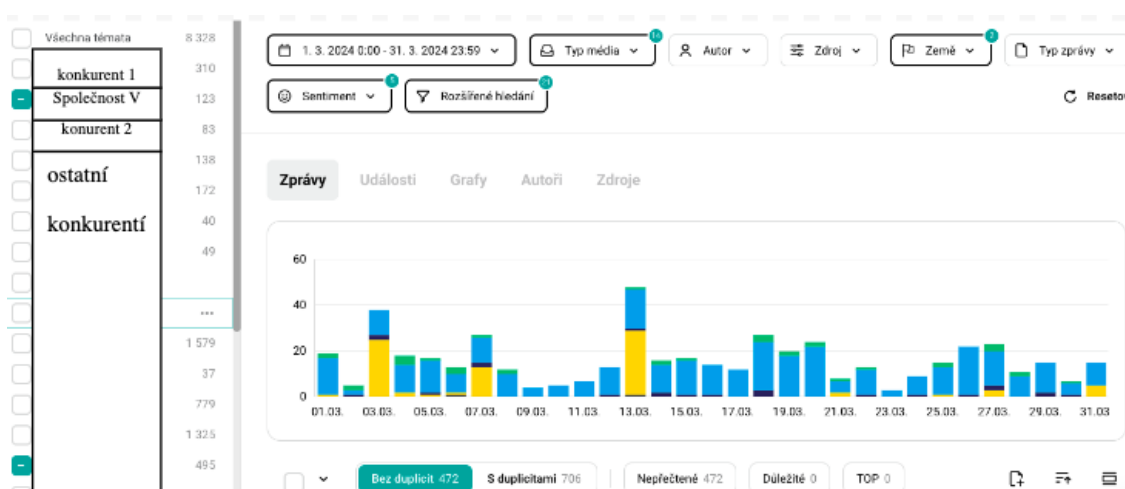 Všechna témata 8 328
konkurent 1 310
Společnost V 123
konurent 2 83
138
ostatní
172
konkurentí 40
49
...
1 579
37
779
1 325
495
1. 3. 2024 0:00 - 31. 3. 2024 23:59
Typ média 14
Autor
Zdroj
Země 2
Typ zprávy
Sentiment
Rozšířené hledání 21
Reseto
Zprávy Události Grafy Autoři Zdroje
60
40
20
0
01.03. 03.03. 05.03. 07.03. 09.03. 11.03. 13.03. 15.03. 17.03. 19.03. 21.03. 23.03. 25.03. 27.03. 29.03. 31.03
Bez duplicit 472 S duplicitami 706 Nepřečtené 472 Důležité 0 TOP 0